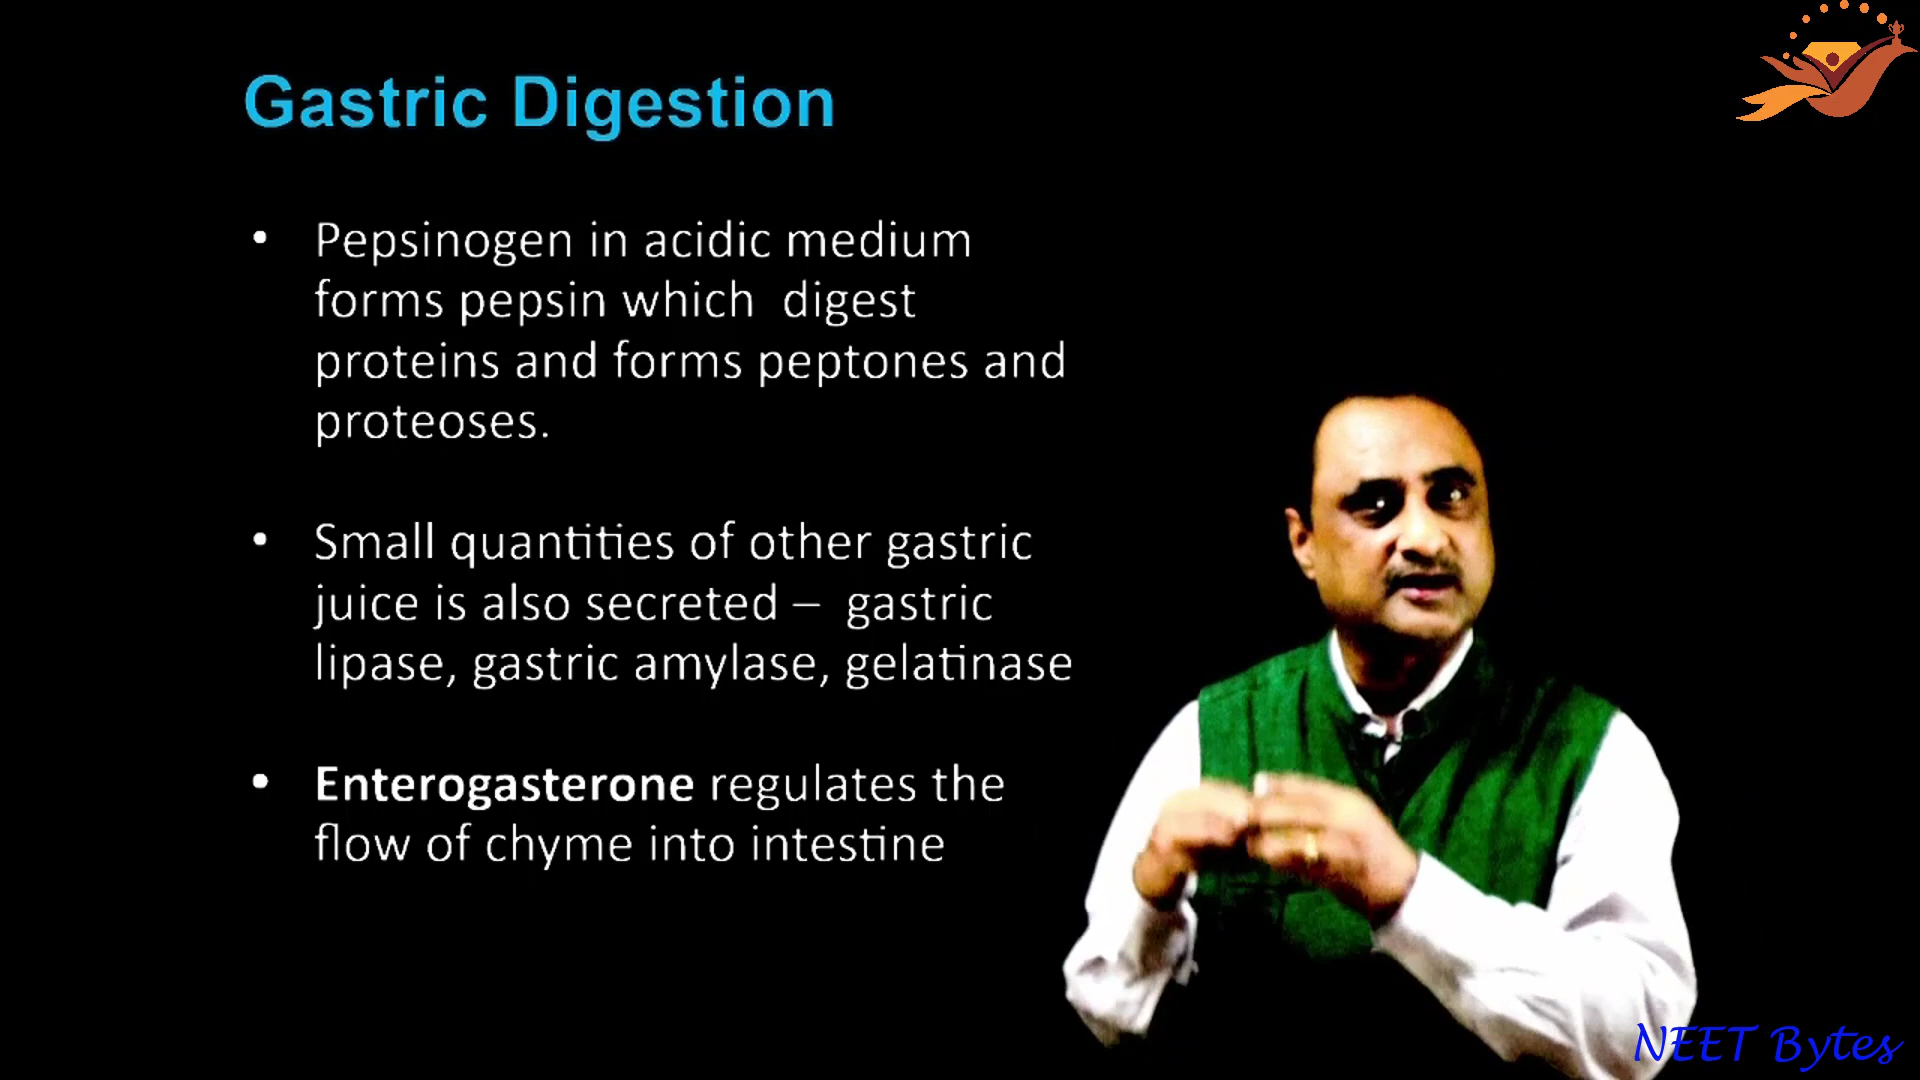 Gastric Digestion
• Pepsinogen in acidic medium
forms pepsin which digest
proteins and forms peptones and
proteoses.
• Small quantities of other gastric
juice is also secreted – gastric
lipase, gastric amylase, gelatinase
• Enterogasterone regulates the
flow of chyme into intestine
NEET Bytes